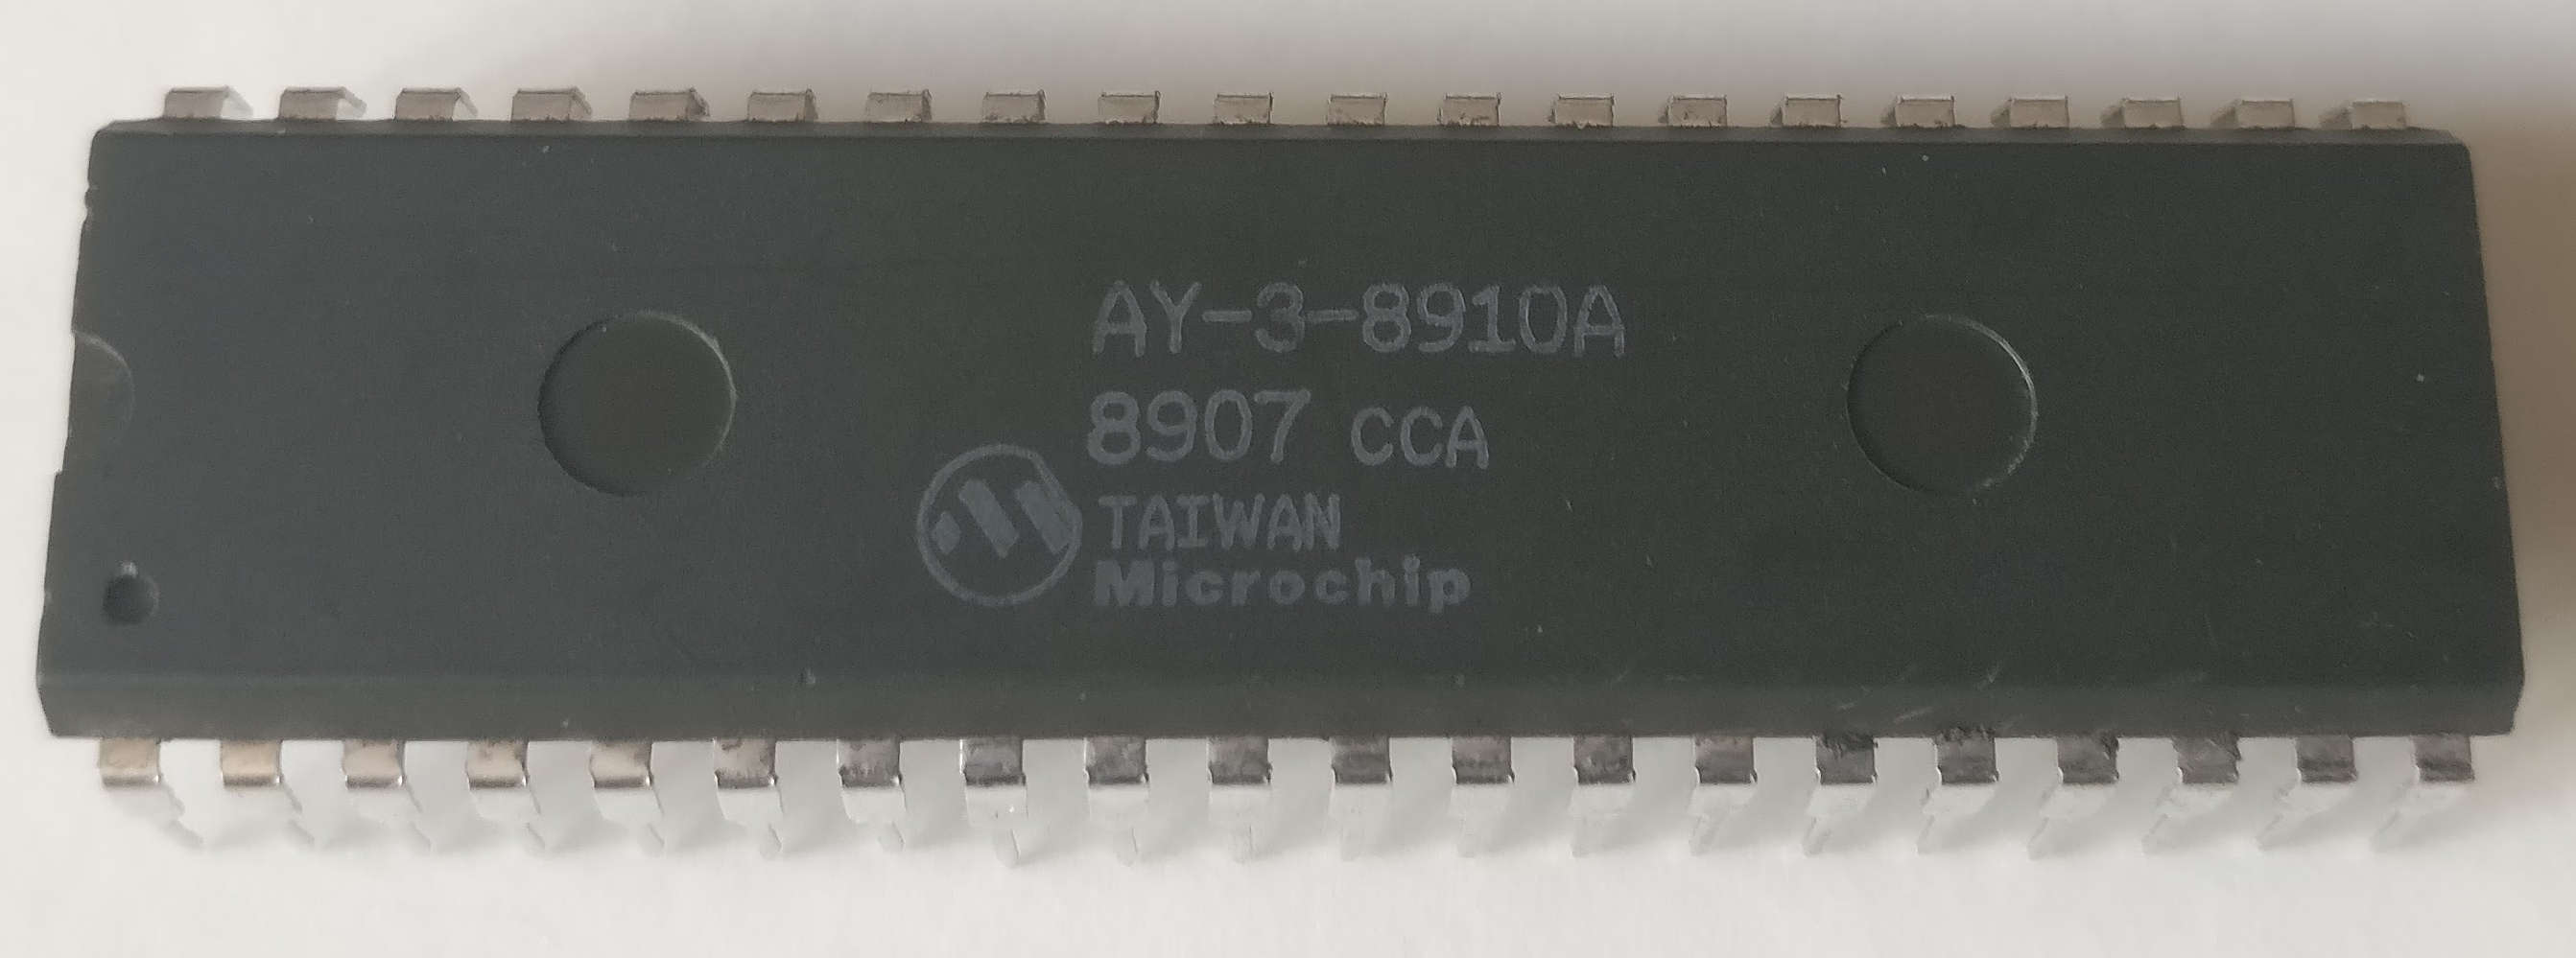 AY-3-8910A
8907 CCA
TAIWAN
Microchip